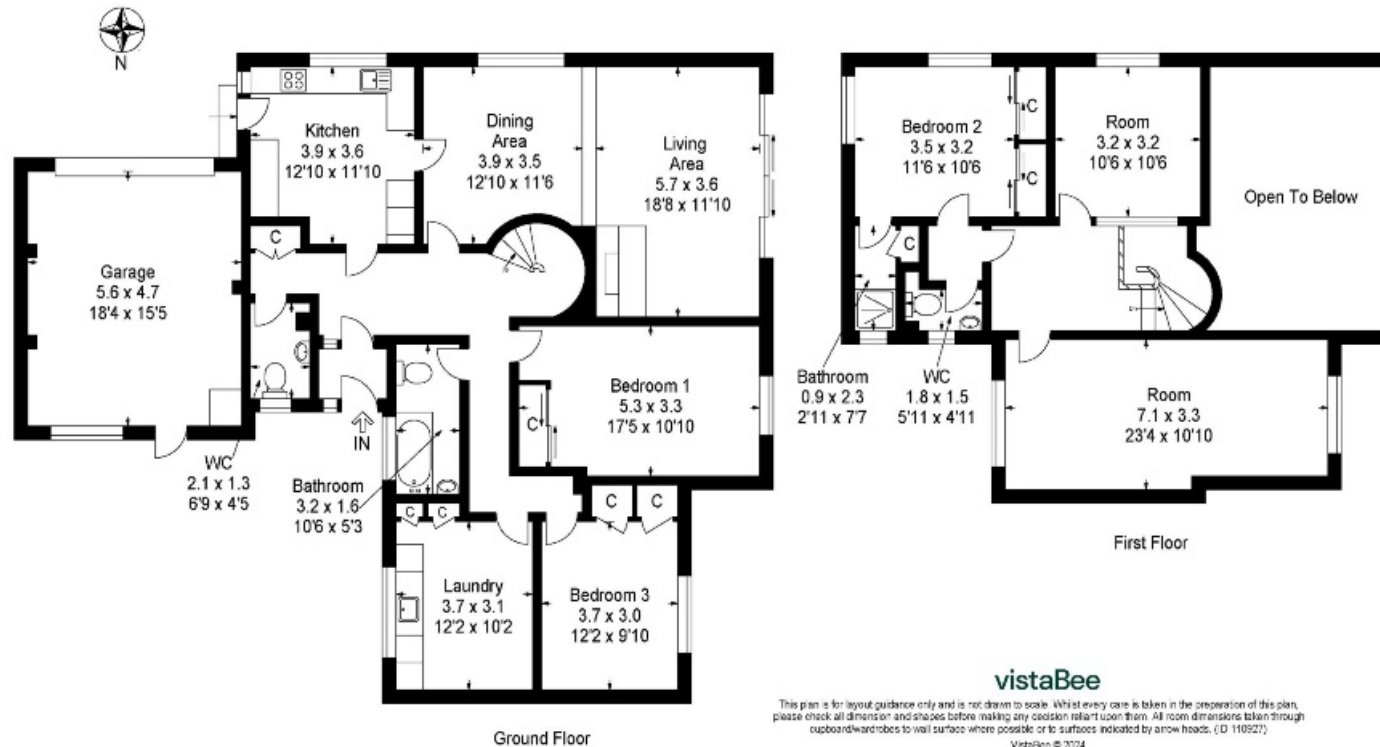 N
Kitchen
3.9 x 3.6
12'10 x 11'10
Dining
Area
3.9 x 3.5
12'10 x 11'6
Living
Area
5.7 x 3.6
18'8 x 11'10
C
Garage
5.6 x 4.7
18'4 x 15'5
WC
2.1 x 1.3
6'9 x 4'5
IN
Bathroom
3.2 x 1.6
10'6 x 5'3
Bedroom 1
5.3 x 3.3
17'5 x 10'10
C
C
C
C
C
Laundry
3.7 x 3.1
12'2 x 10'2
Bedroom 3
3.7 x 3.0
12'2 x 9'10
Ground Floor
Bedroom 2
3.5 x 3.2
11'6 x 10'6
C
C
Room
3.2 x 3.2
10'6 x 10'6
Open To Below
C
Bathroom
0.9 x 2.3
2'11 x 7'7
WC
1.8 x 1.5
5'11 x 4'11
Room
7.1 x 3.3
23'4 x 10'10
First Floor
vistaBee
This plan is for layout guidance only and is not drawn to scale. Whilst every care is taken in the preparation of this plan,
please check all dimension and shapes before making any decision reliant upon them. All room dimensions taken through
cupboard/wardrobes to wall surface where possible or to surfaces indicated by arrow heads. (ID 110927)
VistaBee © 2024